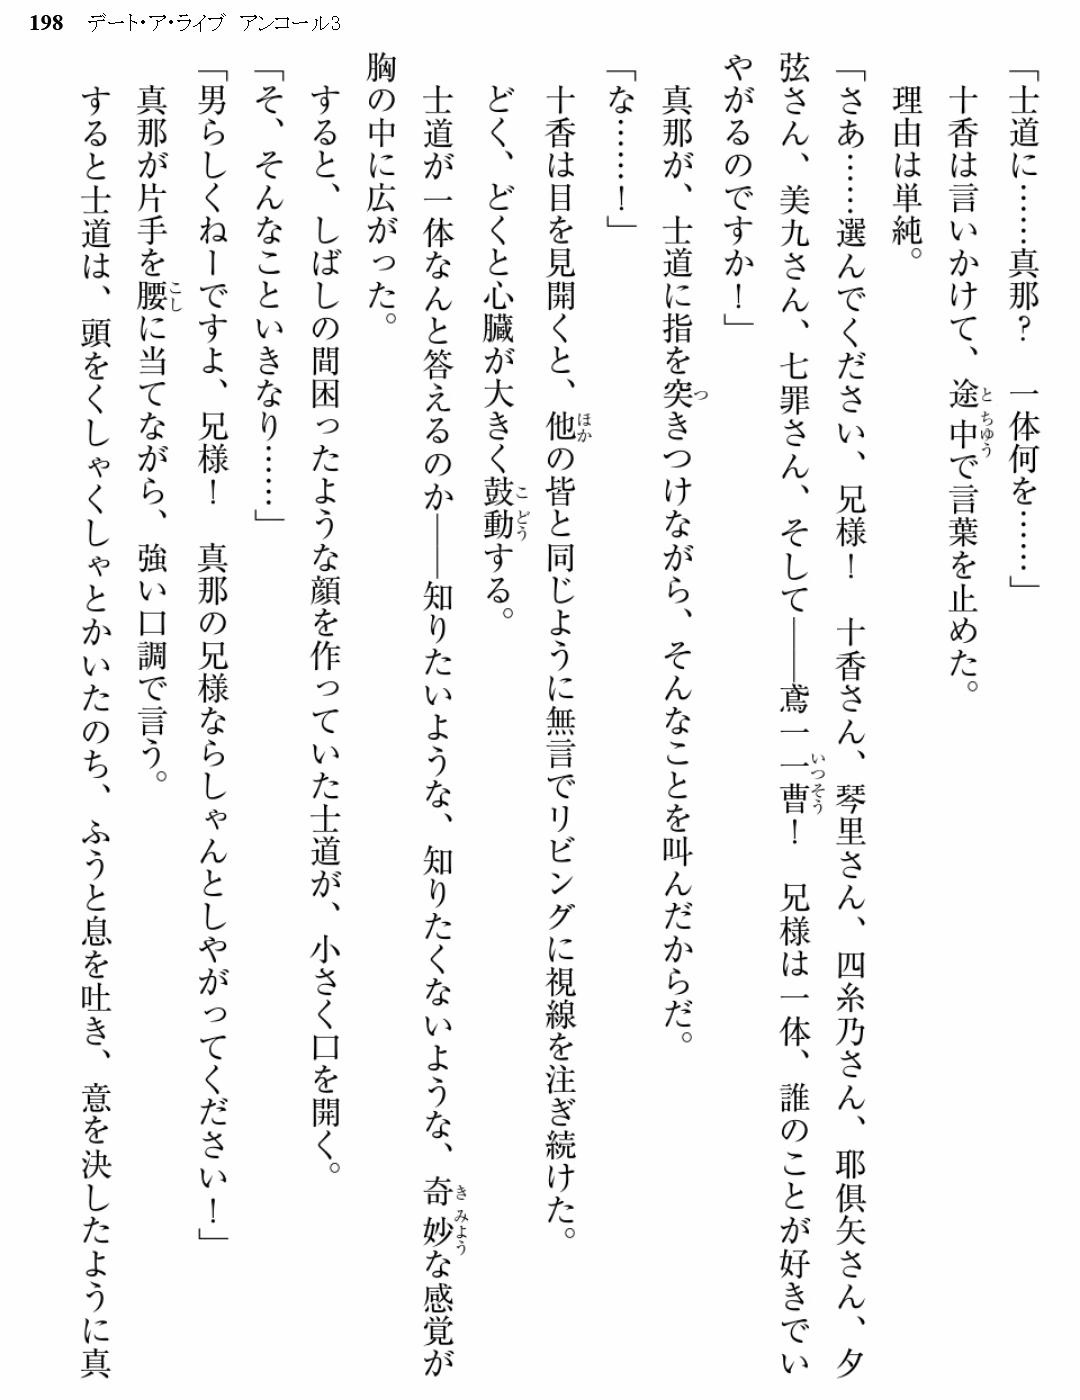 198 デート・ア・ライブ アンコール3
「士道に……真那？　一体何を……」
　十香は言いかけて、途中で言葉を止めた。
　理由は単純。
「さあ……選んでください、兄様！　十香さん、琴里さん、四糸乃さん、耶倶矢さん、夕
弦さん、美九さん、七罪さん、そして――鳶一一曹！　兄様は一体、誰のことが好きでい
やがるのですか！」
　真那が、士道に指を突きつけながら、そんなことを叫んだからだ。
「な……！」
　十香は目を見開くと、他の皆と同じように無言でリビングに視線を注ぎ続けた。
　どく、どくと心臓が大きく鼓動する。
　士道が一体なんと答えるのか――知りたいような、知りたくないような、奇妙な感覚が
胸の中に広がった。
　すると、しばしの間困ったような顔を作っていた士道が、小さく口を開く。
「そ、そんなこといきなり……」
「男らしくねーですよ、兄様！　真那の兄様ならしゃんとしやがってください！」
　真那が片手を腰に当てながら、強い口調で言う。
　すると士道は、頭をくしゃくしゃとかいたのち、ふうと息を吐き、意を決したように真